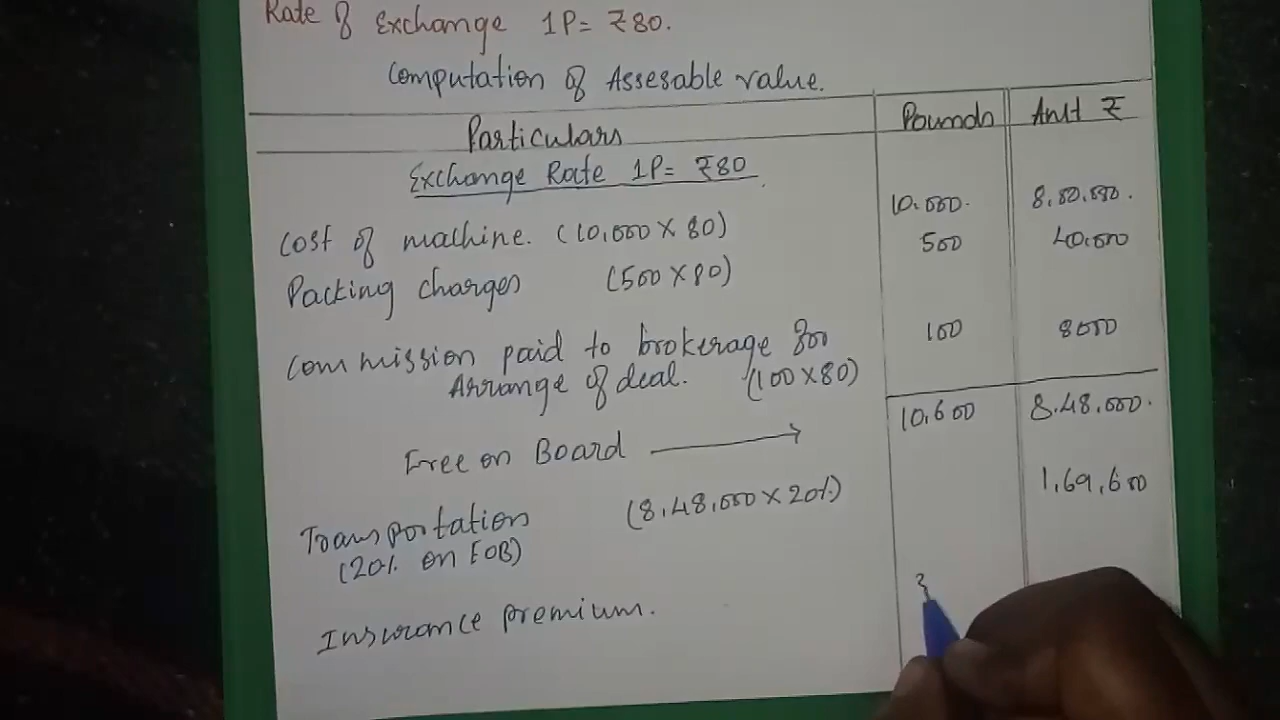 Rate of Exchange 1P = ₹80.
Computation of Assesable value.
Particulars Pounds Amt ₹
Exchange Rate 1P = ₹80
Cost of machine. (10,000 × 80) 10,000. 8,00,000.
Packing charges (500 × 80) 500 40,000
Commission paid to brokerage for 100 8000
Arrange of deal. (100 × 80)
Free on Board → 10,600 8,48,000.
Transportation (8,48,000 × 20%) 1,69,600
(20% on FOB)
Insurance premium.